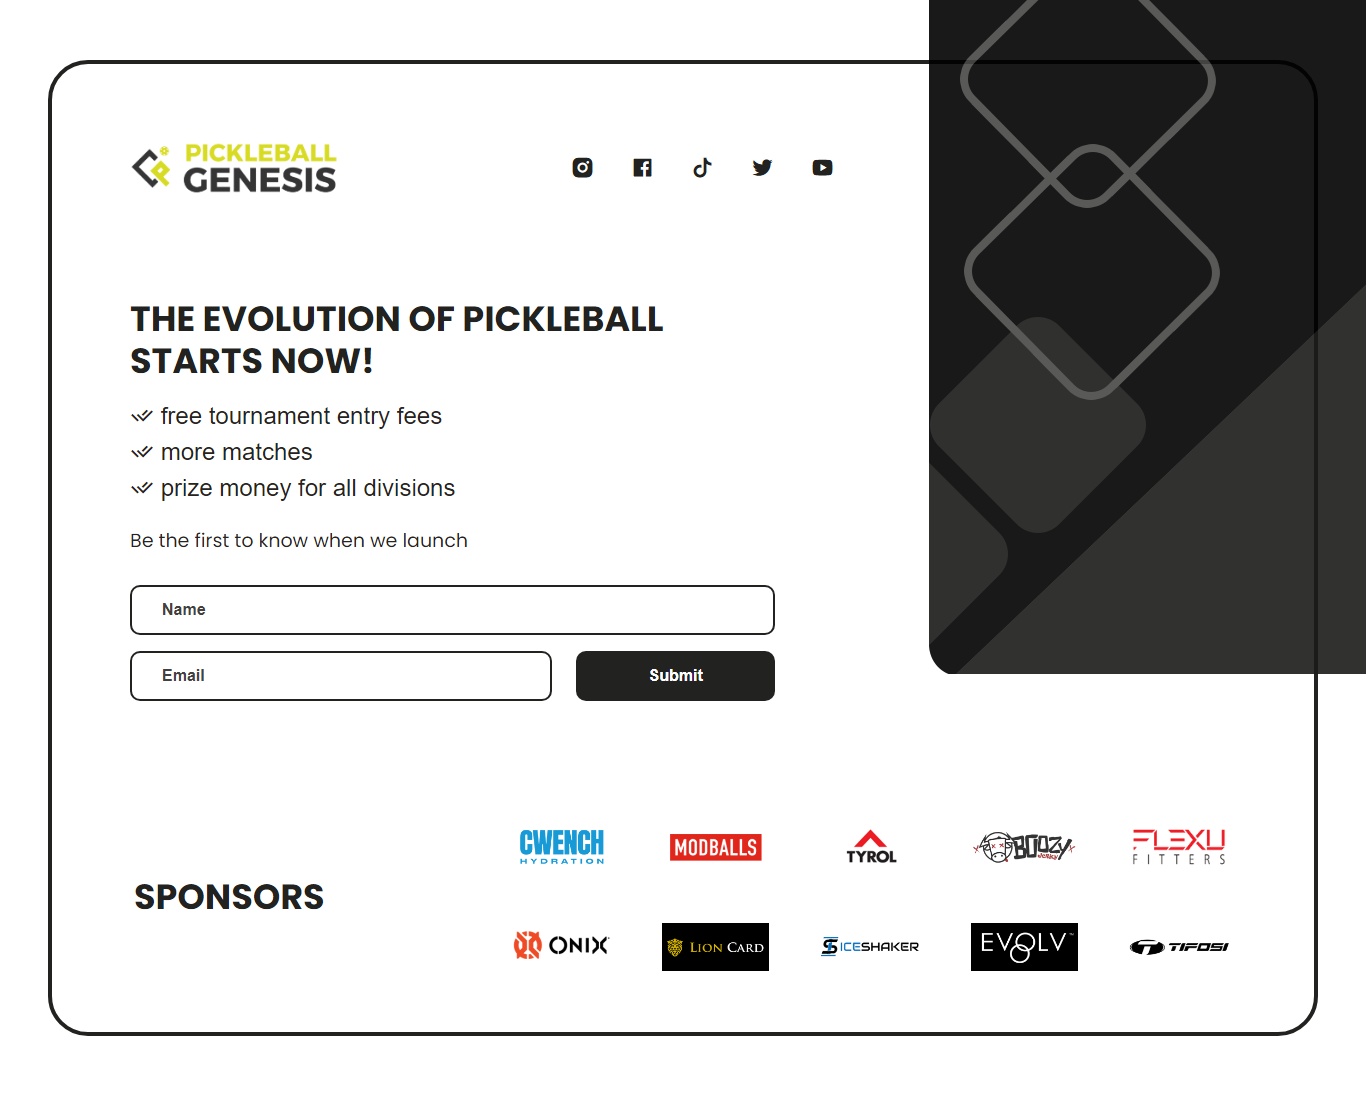 PICKLEBALL
GENESIS
THE EVOLUTION OF PICKLEBALL
STARTS NOW!
free tournament entry fees
more matches
prize money for all divisions
Be the first to know when we launch
Name
Email
Submit
SPONSORS
CWENCH
HYDRATION
MODBALLS
TYROL
BOOZY
JERKY
FLEXU
FITTERS
ONIX
LION CARD
ICESHAKER
EVOLV
TIFOSI